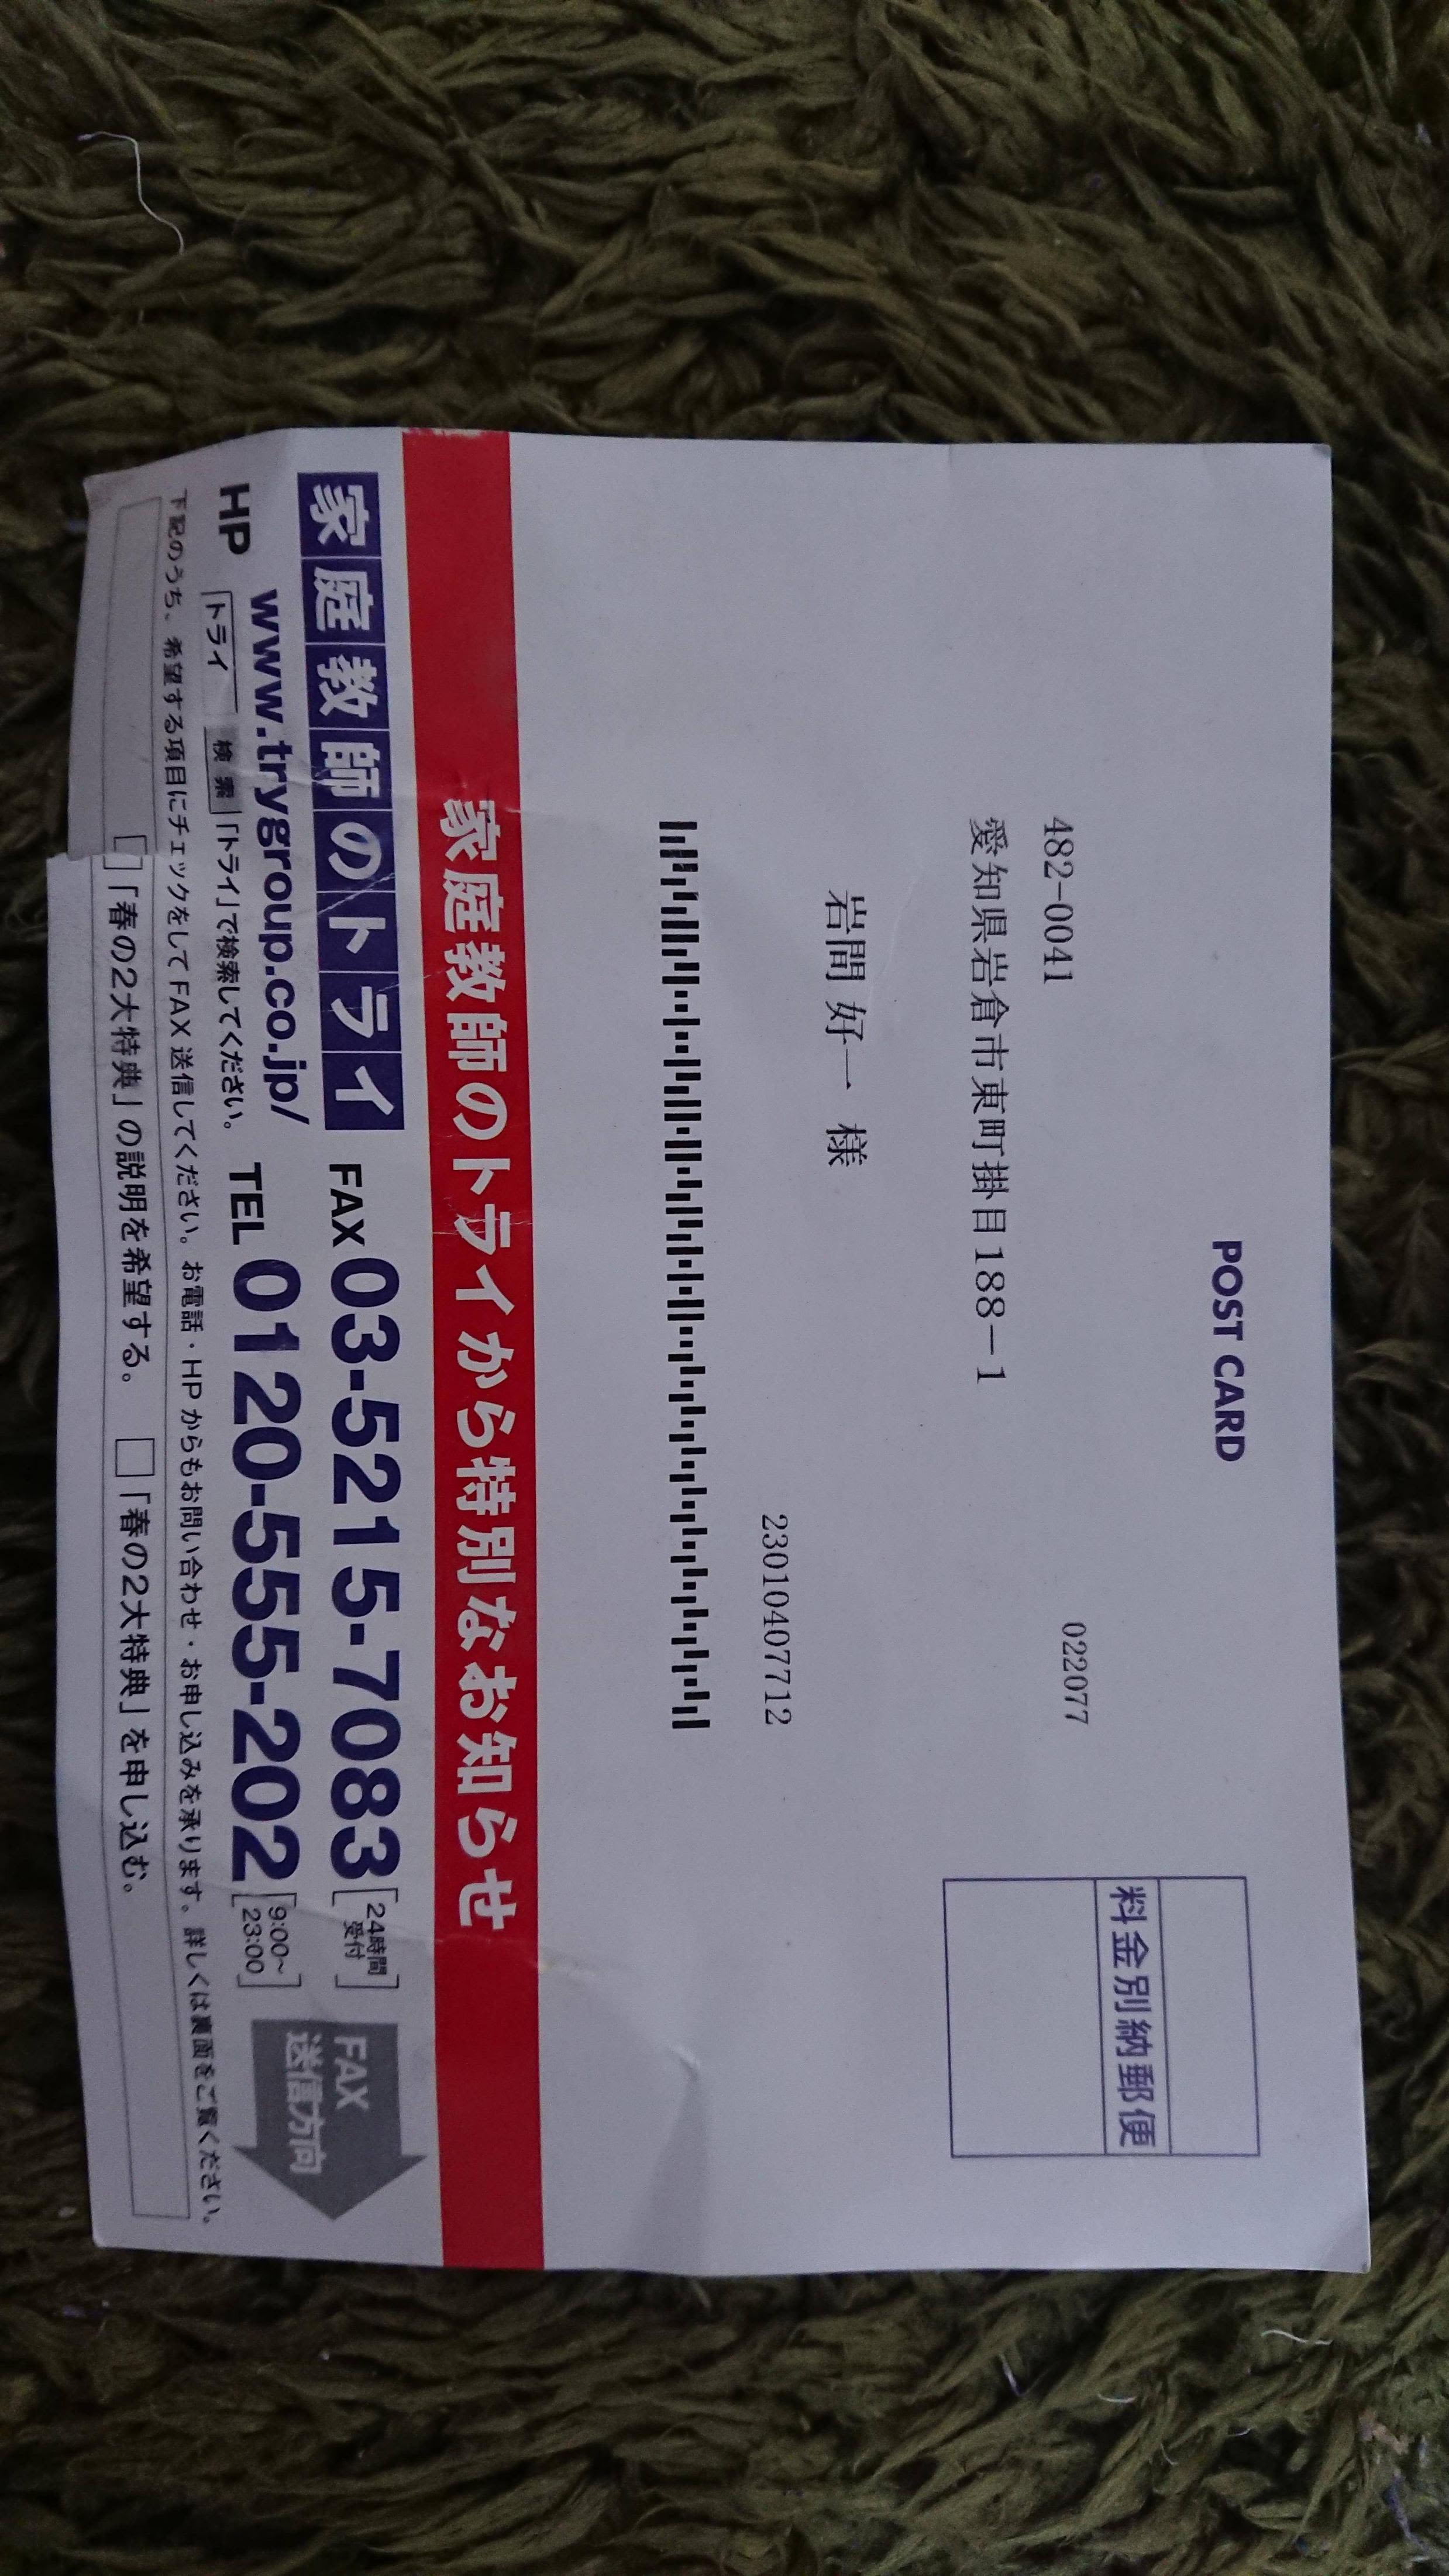 POST CARD
料金別納郵便
022077
482-0041
愛知県岩倉市東町掛目188-1
岩間 好一 様
23010407712
家庭教師のトライから特別なお知らせ
家庭教師のトライ FAX 03-5215-7083 [24時間受付]
HP www.trygroup.co.jp/ TEL 0120-555-202 [9:00~23:00]
トライ 検索 「トライ」で検索してください。
FAX
送信方向
下記のうち、希望する項目にチェックをしてFAX送信してください。お電話・HPからもお問い合わせ・お申し込みを承ります。詳しくは裏面をご覧ください。
□「春の2大特典」の説明を希望する。 □「春の2大特典」を申し込む。